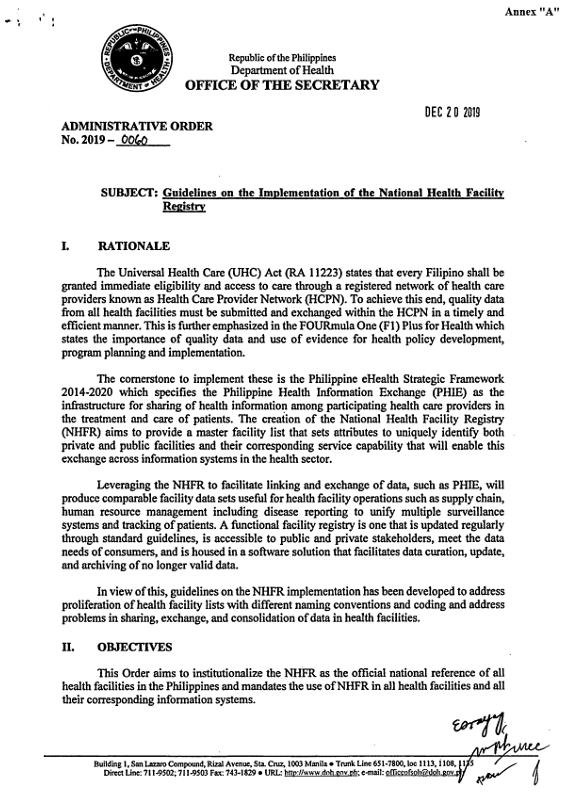 Annex "A"
REPUBLIC OF THE PHILIPPINES
DEPARTMENT OF HEALTH
Republic of the Philippines
Department of Health
OFFICE OF THE SECRETARY
DEC 20 2019
ADMINISTRATIVE ORDER
No. 2019 – 0060
SUBJECT: Guidelines on the Implementation of the National Health Facility
Registry
I. RATIONALE
The Universal Health Care (UHC) Act (RA 11223) states that every Filipino shall be
granted immediate eligibility and access to care through a registered network of health care
providers known as Health Care Provider Network (HCPN). To achieve this end, quality data
from all health facilities must be submitted and exchanged within the HCPN in a timely and
efficient manner. This is further emphasized in the FOURmula One (F1) Plus for Health which
states the importance of quality data and use of evidence for health policy development,
program planning and implementation.
The cornerstone to implement these is the Philippine eHealth Strategic Framework
2014-2020 which specifies the Philippine Health Information Exchange (PHIE) as the
infrastructure for sharing of health information among participating health care providers in
the treatment and care of patients. The creation of the National Health Facility Registry
(NHFR) aims to provide a master facility list that sets attributes to uniquely identify both
private and public facilities and their corresponding service capability that will enable this
exchange across information systems in the health sector.
Leveraging the NHFR to facilitate linking and exchange of data, such as PHIE, will
produce comparable facility data sets useful for health facility operations such as supply chain,
human resource management including disease reporting to unify multiple surveillance
systems and tracking of patients. A functional facility registry is one that is updated regularly
through standard guidelines, is accessible to public and private stakeholders, meet the data
needs of consumers, and is housed in a software solution that facilitates data curation, update,
and archiving of no longer valid data.
In view of this, guidelines on the NHFR implementation has been developed to address
proliferation of health facility lists with different naming conventions and coding and address
problems in sharing, exchange, and consolidation of data in health facilities.
II. OBJECTIVES
This Order aims to institutionalize the NHFR as the official national reference of all
health facilities in the Philippines and mandates the use of NHFR in all health facilities and all
their corresponding information systems.
Building 1, San Lazaro Compound, Rizal Avenue, Sta. Cruz, 1003 Manila ● Trunk Line 651-7800, loc 1113, 1108, 1135
Direct Line: 711-9502; 711-9503 Fax: 743-1829 ● URL: http://www.doh.gov.ph; e-mail: officeofsoh@doh.gov.ph